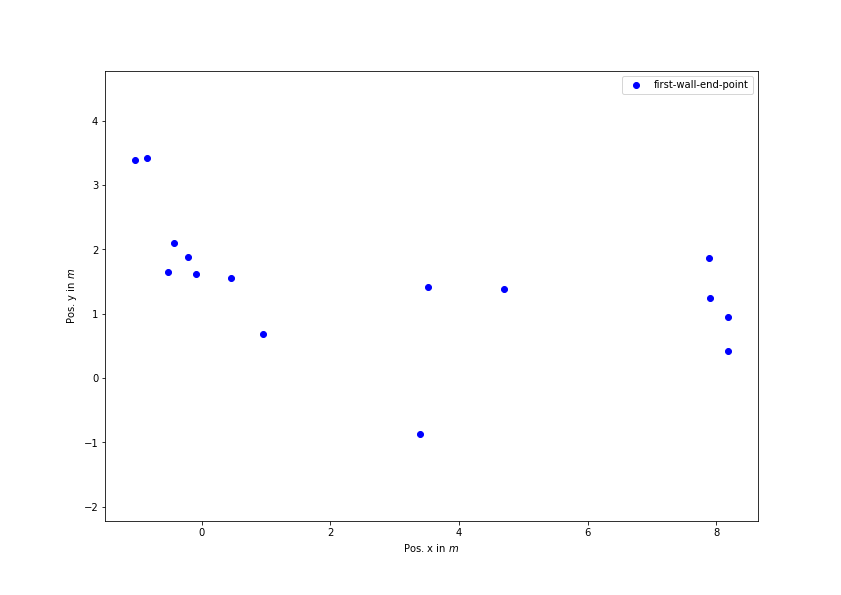 first-wall-end-point
4
3
2
1
0
−1
−2
Pos. y in m
0 2 4 6 8
Pos. x in m